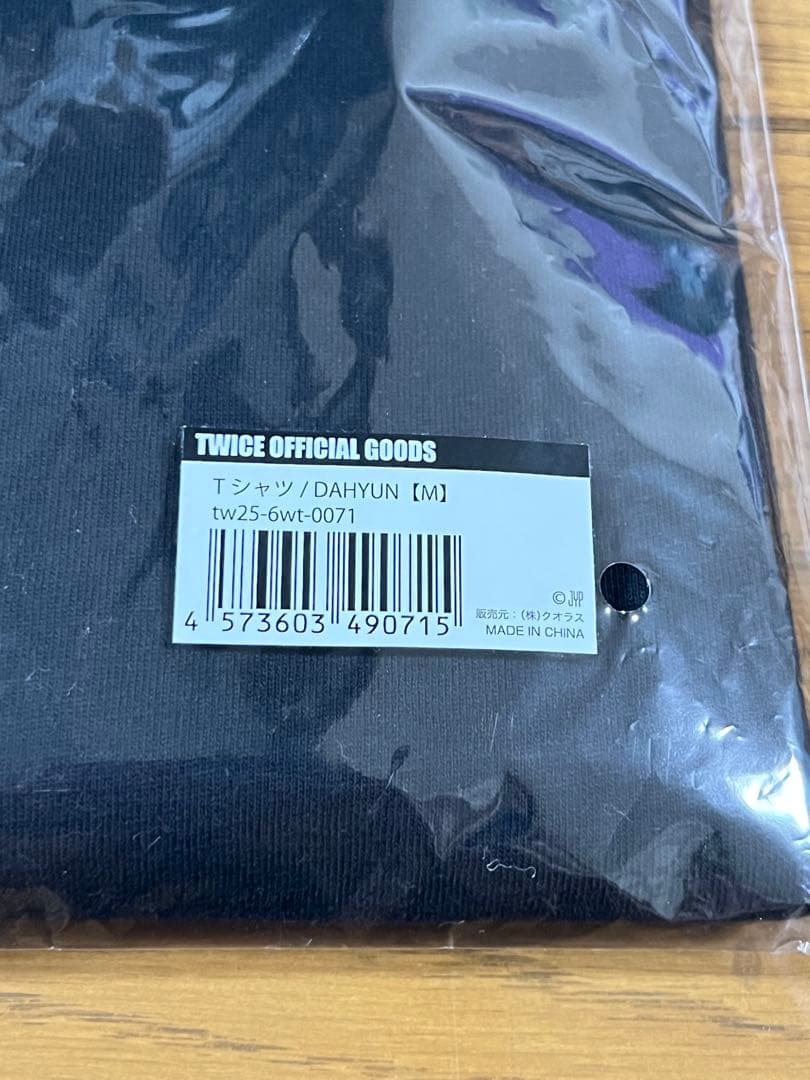 TWICE OFFICIAL GOODS
Tシャツ / DAHYUN【M】
tw25-6wt-0071
4 573603 490715
© JYP
販売元：(株)クオラス
MADE IN CHINA